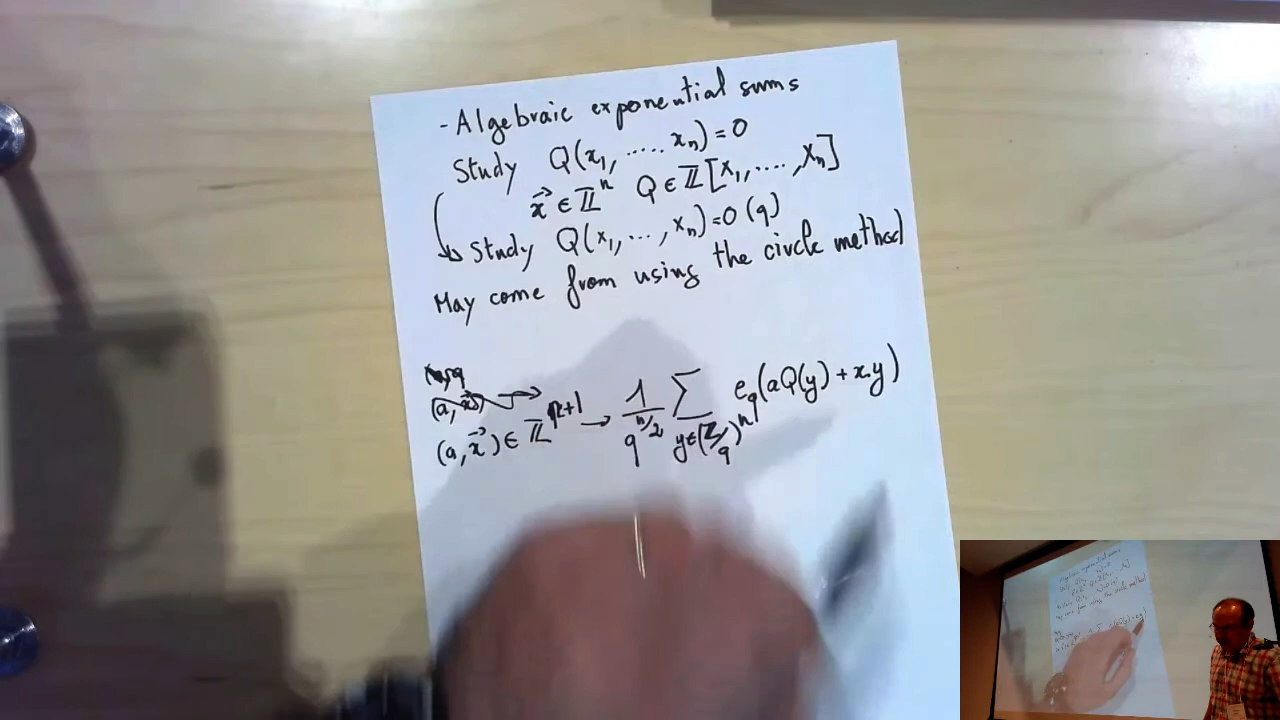 - Algebraic exponential sums
Study Q(x₁, ..... xₙ) = 0
x⃗ ∈ ℤⁿ Q ∈ ℤ[X₁, ...., Xₙ]
↳ Study Q(x₁, ..., xₙ) = 0 (q)
May come from using the circle method
(a, x⃗) ∈ ℤⁿ⁺¹ → 1/q^{n/2} ∑_{y∈(ℤ/q)ⁿ} e_q(aQ(y) + x.y)